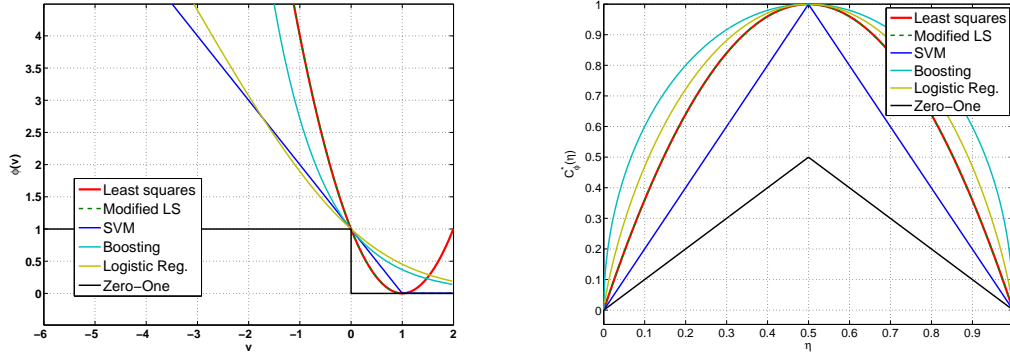 4.5
4
3.5
3
2.5
2
1.5
1
0.5
0
ϕ(v)
Least squares
Modified LS
SVM
Boosting
Logistic Reg.
Zero−One
−6 −5 −4 −3 −2 −1 0 1 2
v
1
0.9
0.8
0.7
0.6
0.5
0.4
0.3
0.2
0.1
0
C*ϕ(η)
Least squares
Modified LS
SVM
Boosting
Logistic Reg.
Zero−One
0 0.1 0.2 0.3 0.4 0.5 0.6 0.7 0.8 0.9
η